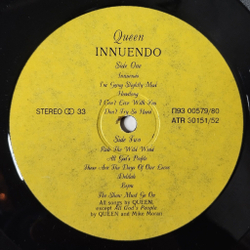 Queen
INNUENDO
Side One
Innuendo
I'm Going Slightly Mad
Headlong
I Can't Live With You
Don't Try So Hard
STEREO 33
П93 00579/80
ATR 30151/52
Side Two
Ride The Wild Wind
All God's People
These Are The Days Of Our Lives
Delilah
Bijou
The Show Must Go On
All songs by QUEEN,
except All God's People
by QUEEN and Mike Moran